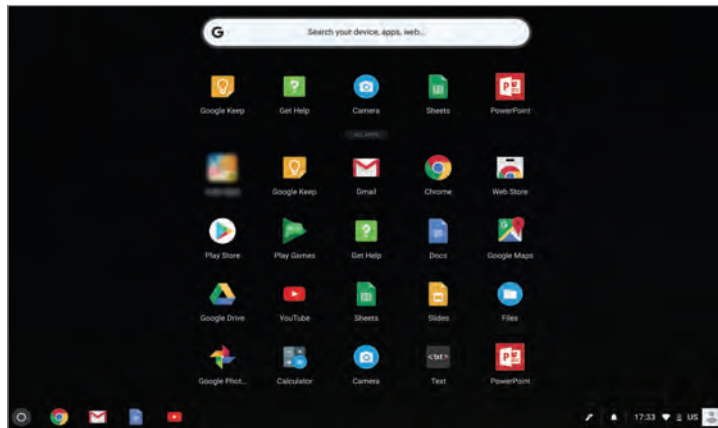 G Search your device, apps, web...
Google Keep Get Help Camera Sheets PowerPoint
ALL APPS
Google Keep Gmail Chrome Web Store
Play Store Play Games Get Help Docs Google Maps
Google Drive YouTube Sheets Slides Files
<txt>
Google Phot... Calculator Camera Text PowerPoint
17:33 US